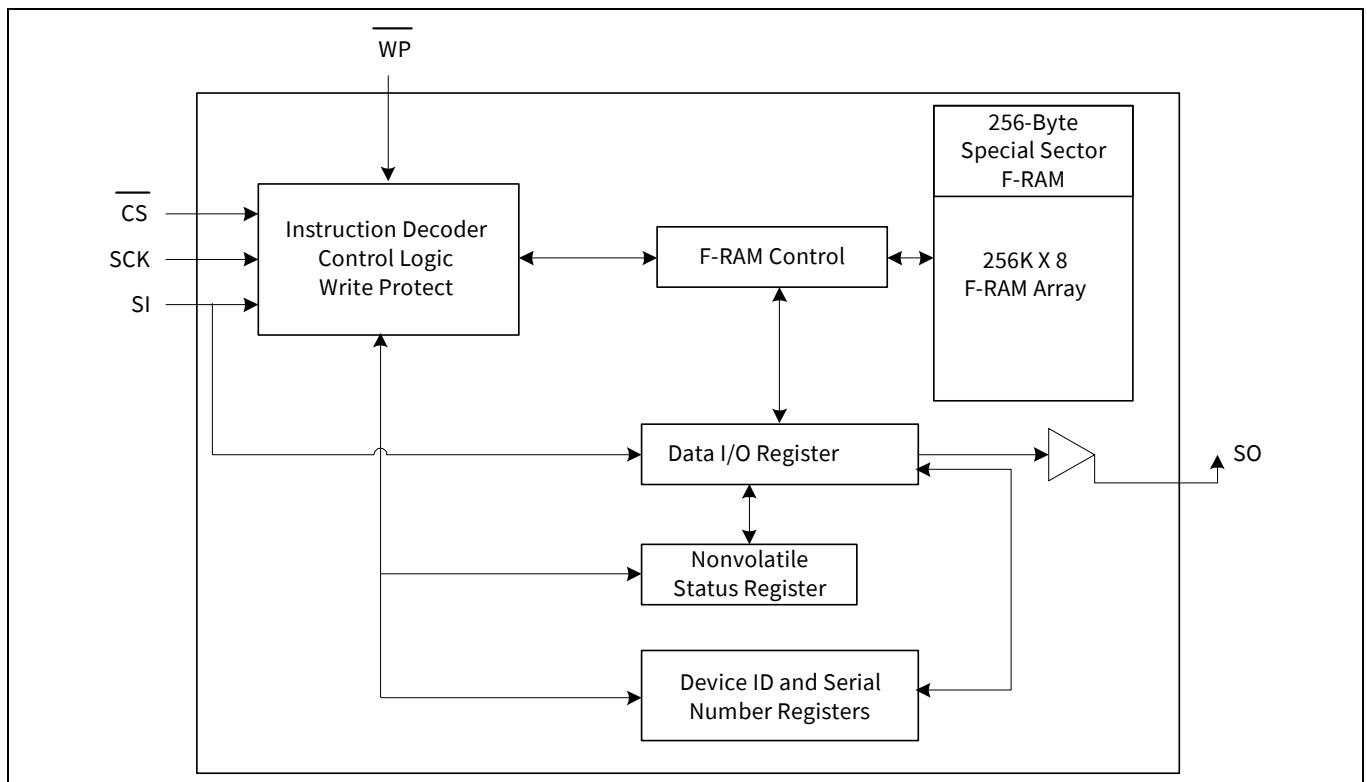 WP
256-Byte
Special Sector
F-RAM
CS
SCK
SI
Instruction Decoder
Control Logic
Write Protect
F-RAM Control
256K X 8
F-RAM Array
Data I/O Register
SO
Nonvolatile
Status Register
Device ID and Serial
Number Registers